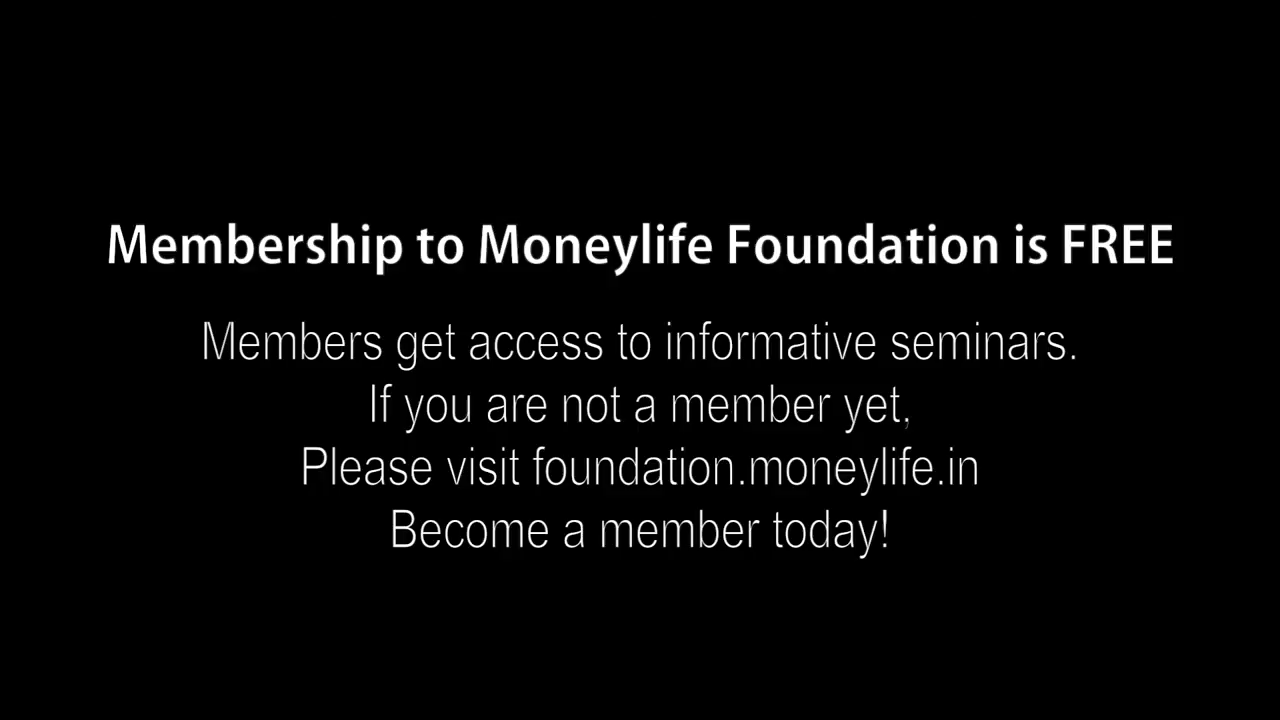 Membership to Moneylife Foundation is FREE
Members get access to informative seminars.
If you are not a member yet,
Please visit foundation.moneylife.in
Become a member today!